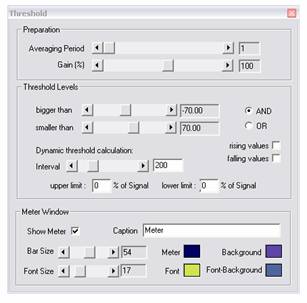 Threshold
Preparation
Averaging Period 1
Gain (%) 100
Threshold Levels
bigger than -70.00 AND
smaller than 70.00 OR
rising values
Dynamic threshold calculation: falling values
Interval 200
upper limit : 0 % of Signal lower limit : 0 % of Signal
Meter Window
Show Meter Caption Meter
Bar Size 54 Meter Background
Font Size 17 Font Font-Background